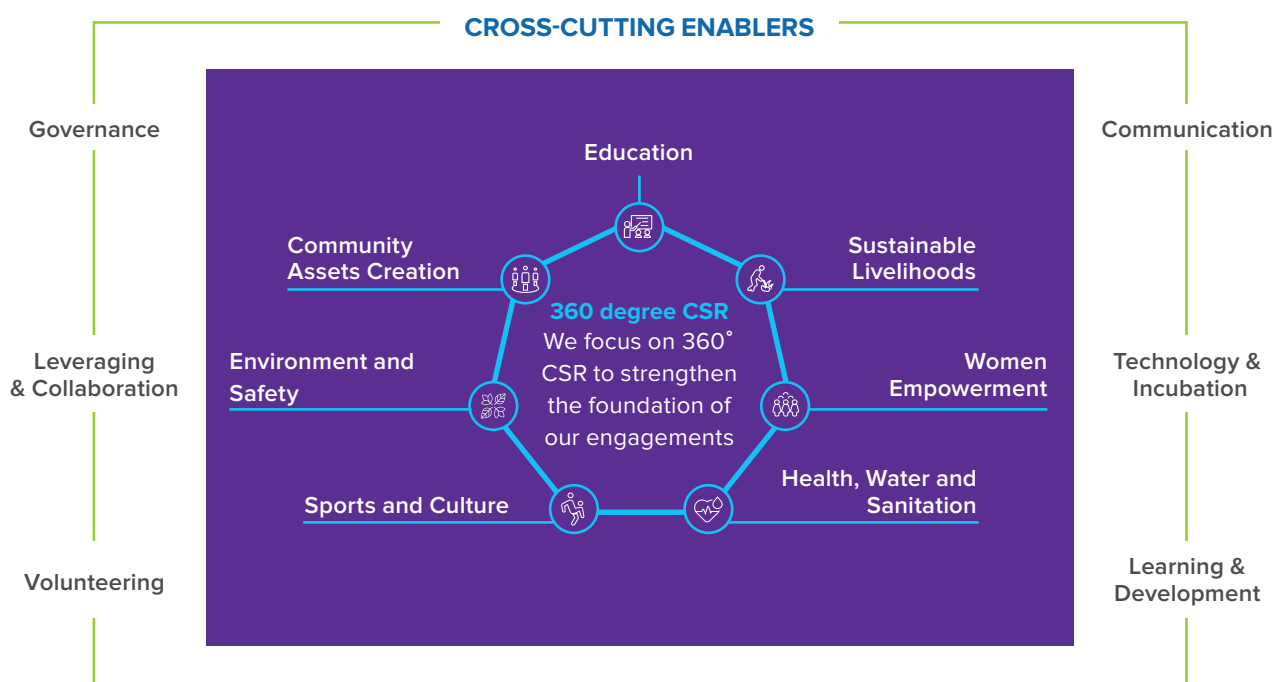 CROSS-CUTTING ENABLERS
Governance
Communication
Education
Community
Assets Creation
Sustainable
Livelihoods
360 degree CSR
We focus on 360°
CSR to strengthen
the foundation of
our engagements
Leveraging
& Collaboration
Environment and
Safety
Women
Empowerment
Technology &
Incubation
Sports and Culture
Health, Water and
Sanitation
Volunteering
Learning &
Development